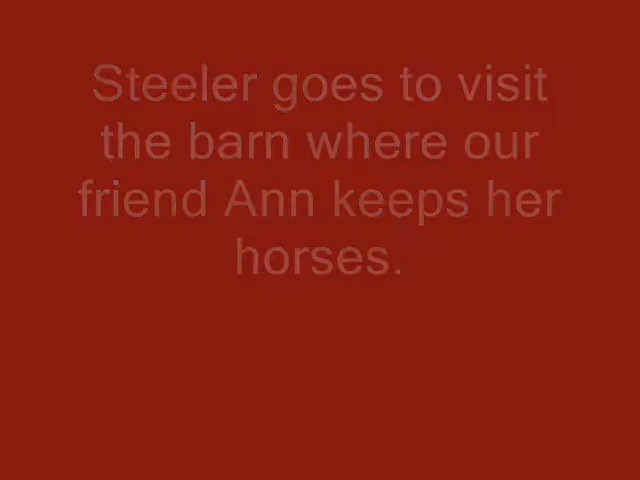 Steeler goes to visit
the barn where our
friend Ann keeps her
horses.